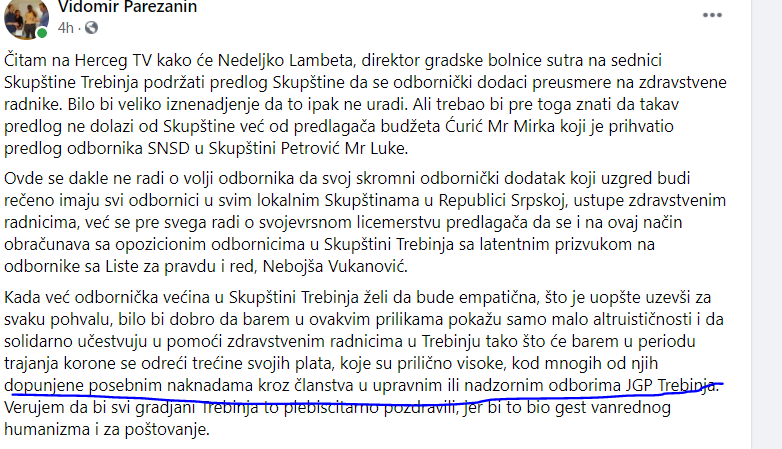 Vidomir Parezanin
4h
Čitam na Herceg TV kako će Nedeljko Lambeta, direktor gradske bolnice sutra na sednici
Skupštine Trebinja podržati predlog Skupštine da se odbornički dodaci preusmere na zdravstvene
radnike. Bilo bi veliko iznenadjenje da to ipak ne uradi. Ali trebao bi pre toga znati da takav
predlog ne dolazi od Skupštine već od predlagača budžeta Ćurić Mr Mirka koji je prihvatio
predlog odbornika SNSD u Skupštini Petrović Mr Luke.
Ovde se dakle ne radi o volji odbornika da svoj skromni odbornički dodatak koji uzgred budi
rečeno imaju svi odbornici u svim lokalnim Skupštinama u Republici Srpskoj, ustupe zdravstvenim
radnicima, već se pre svega radi o svojevrsnom licemerstvu predlagača da se i na ovaj način
obračunava sa opozicionim odbornicima u Skupštini Trebinja sa latentnim prizvukom na
odbornike sa Liste za pravdu i red, Nebojša Vukanović.
Kada već odbornička većina u Skupštini Trebinja želi da bude empatična, što je uopšte uzevši za
svaku pohvalu, bilo bi dobro da barem u ovakvim prilikama pokažu samo malo altruističnosti i da
solidarno učestvuju u pomoći zdravstvenim radnicima u Trebinju tako što će barem u periodu
trajanja korone se odreći trećine svojih plata, koje su prilično visoke, kod mnogih od njih
dopunjene posebnim naknadama kroz članstva u upravnim ili nadzornim odborima JGP Trebinja.
Verujem da bi svi gradjani Trebinja to plebiscitarno pozdravili, jer bi to bio gest vanrednog
humanizma i za poštovanje.